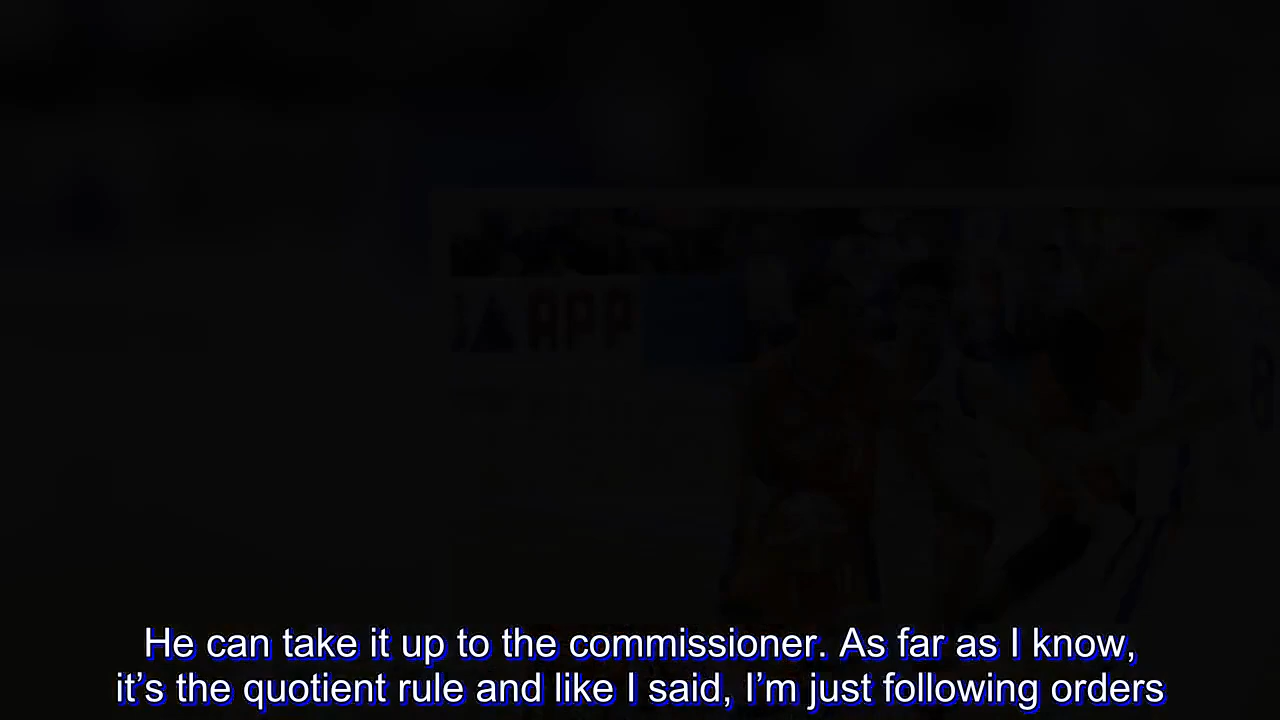 APP
He can take it up to the commissioner. As far as I know,
it’s the quotient rule and like I said, I’m just following orders